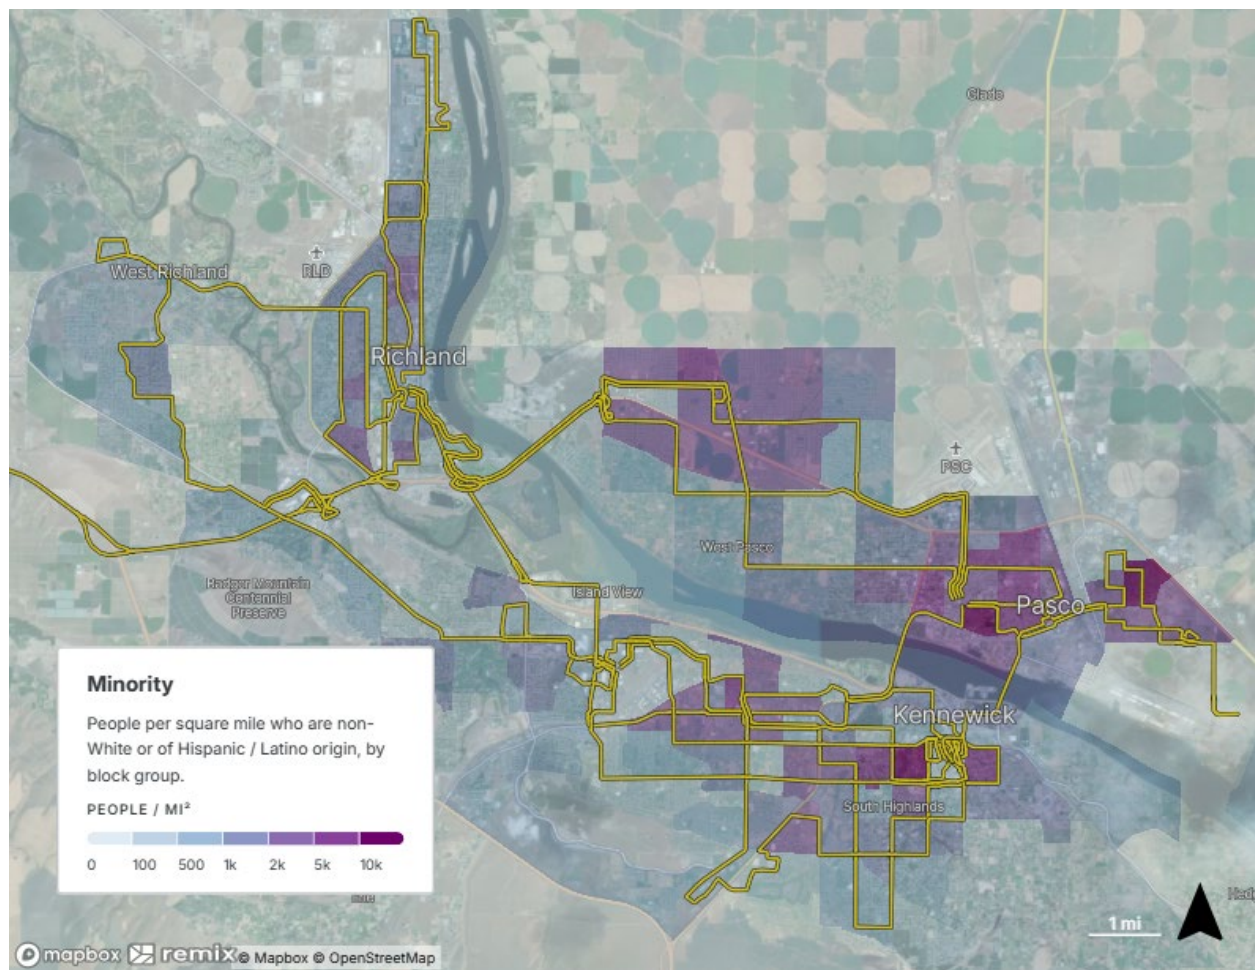 Glade
West Richland
RLD
Richland
PSC
West Pasco
Badger Mountain
Centennial
Preserve
Island View
Pasco
Minority
People per square mile who are non-
White or of Hispanic / Latino origin, by
block group.
PEOPLE / MI²
0 100 500 1k 2k 5k 10k
Kennewick
South Highlands
1 mi
mapbox remix © Mapbox © OpenStreetMap